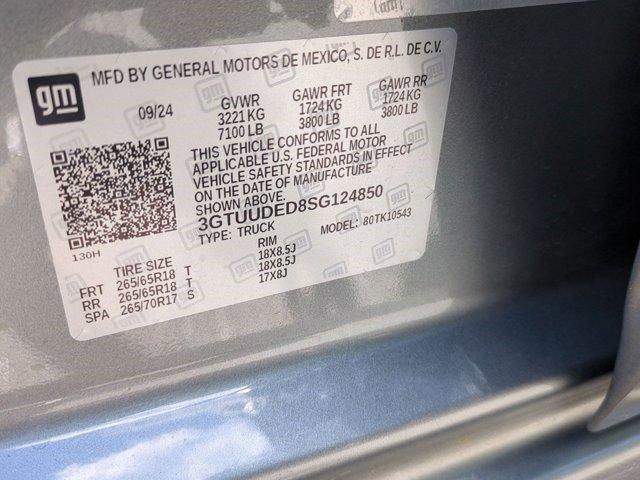 MFD BY GENERAL MOTORS DE MEXICO, S. DE R.L. DE C.V.
gm
09/24 GVWR GAWR FRT GAWR RR
3221 KG 1724 KG 1724 KG
7100 LB 3800 LB 3800 LB
THIS VEHICLE CONFORMS TO ALL
APPLICABLE U.S. FEDERAL MOTOR
VEHICLE SAFETY STANDARDS IN EFFECT
ON THE DATE OF MANUFACTURE
SHOWN ABOVE.
3GTUUDED8SG124850
TYPE: TRUCK MODEL: 80TK10543
130H
TIRE SIZE RIM
FRT 265/65R18 T 18X8.5J
RR 265/65R18 T 18X8.5J
SPA 265/70R17 S 17X8J